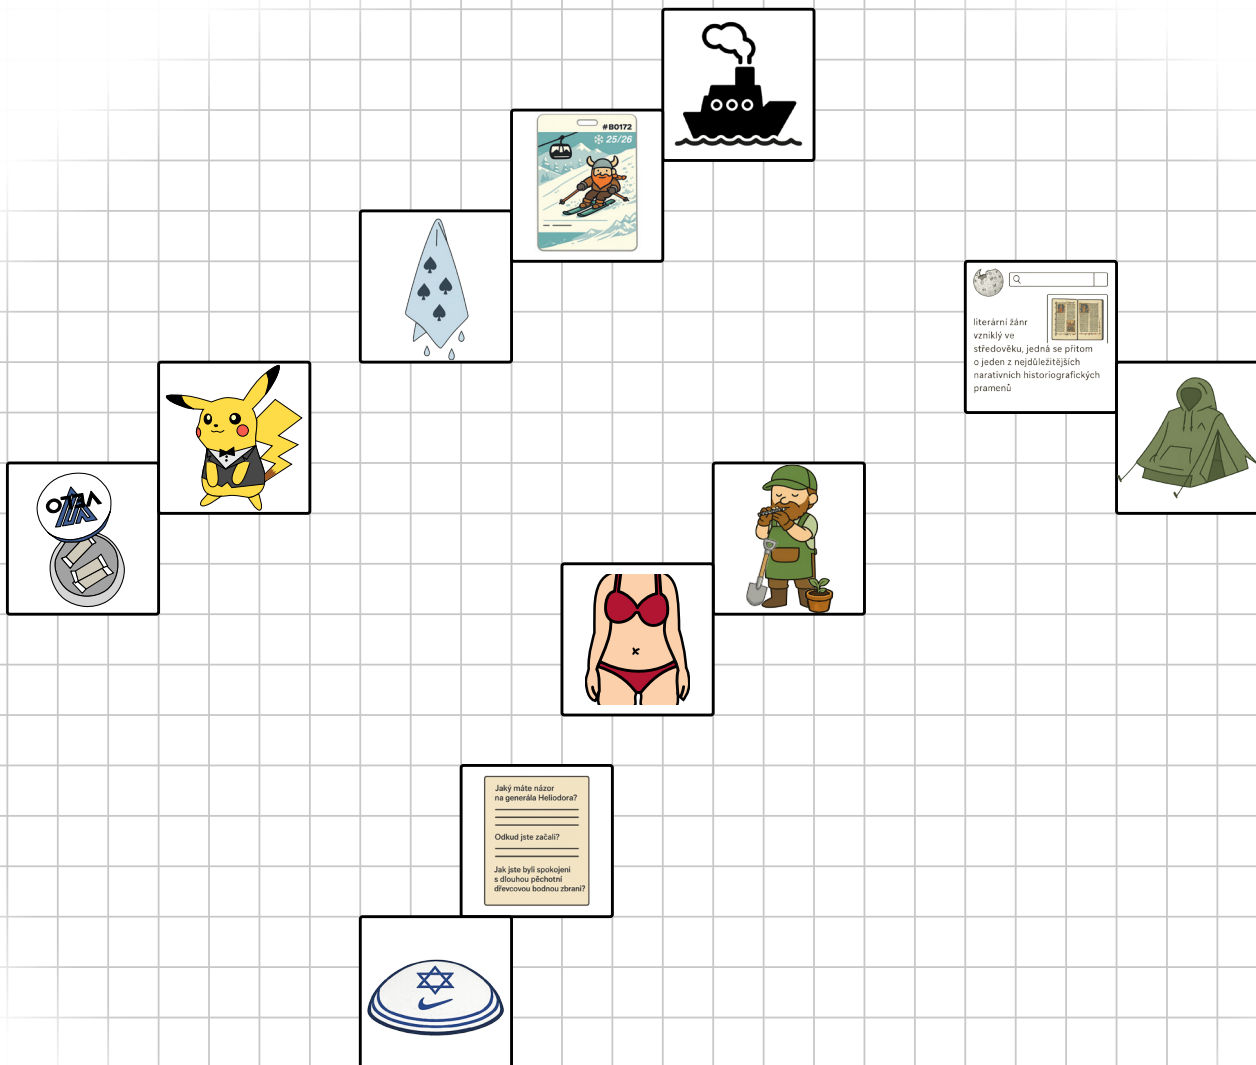 #B0172
25/26
literární žánr
vzniklý ve
středověku, jedná se přitom
o jeden z nejdůležitějších
narativních historiografických
pramenů
VELO
Jaký máte názor
na generála Heliodora?
Odkud jste začali?
Jak jste byli spokojeni
s dlouhou pěchotní
dřevcovou bodnou zbraní?